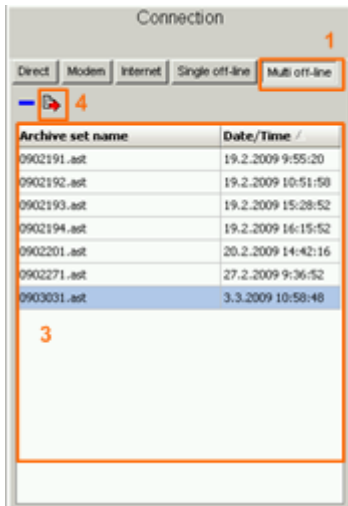 Connection
1
Direct Modem Internet Single off-line Multi off-line
4
Archive set name Date/Time
0902191.ast 19.2.2009 9:55:20
0902192.ast 19.2.2009 10:51:58
0902193.ast 19.2.2009 15:28:52
0902194.ast 19.2.2009 16:15:52
0902201.ast 20.2.2009 14:42:16
0902271.ast 27.2.2009 9:36:52
0903031.ast 3.3.2009 10:58:48
3